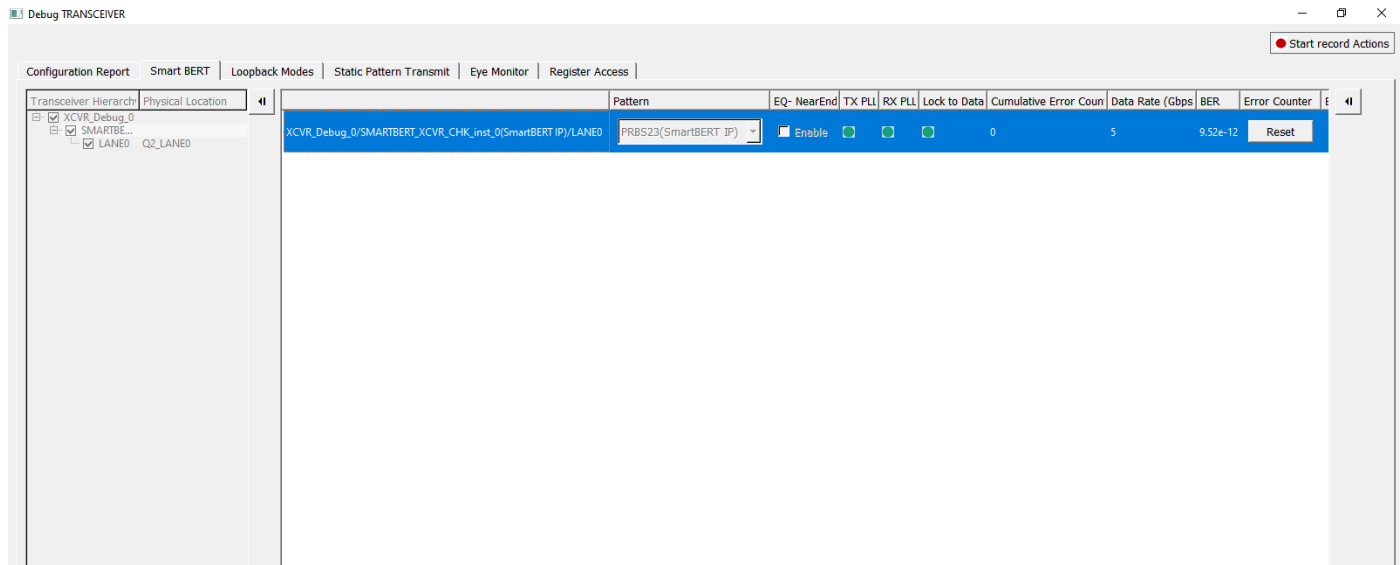 Debug TRANSCEIVER
Start record Actions
Configuration Report Smart BERT Loopback Modes Static Pattern Transmit Eye Monitor Register Access
Transceiver Hierarch Physical Location Pattern EQ- NearEnd TX PLL RX PLL Lock to Data Cumulative Error Coun Data Rate (Gbps BER Error Counter E
XCVR_Debug_0
SMARTBE...
LANE0 Q2_LANE0
XCVR_Debug_0/SMARTBERT_XCVR_CHK_inst_0(SmartBERT IP)/LANE0 PRBS23(SmartBERT IP) Enable 0 5 9.52e-12 Reset